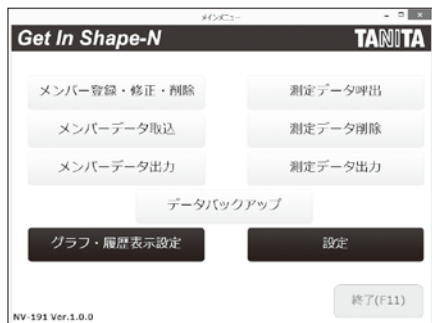 メインメニュー
Get In Shape-N TANITA
メンバー登録・修正・削除 測定データ呼出
メンバーデータ取込 測定データ削除
メンバーデータ出力 測定データ出力
データバックアップ
グラフ・履歴表示設定 設定
終了(F11)
NV-191 Ver.1.0.0